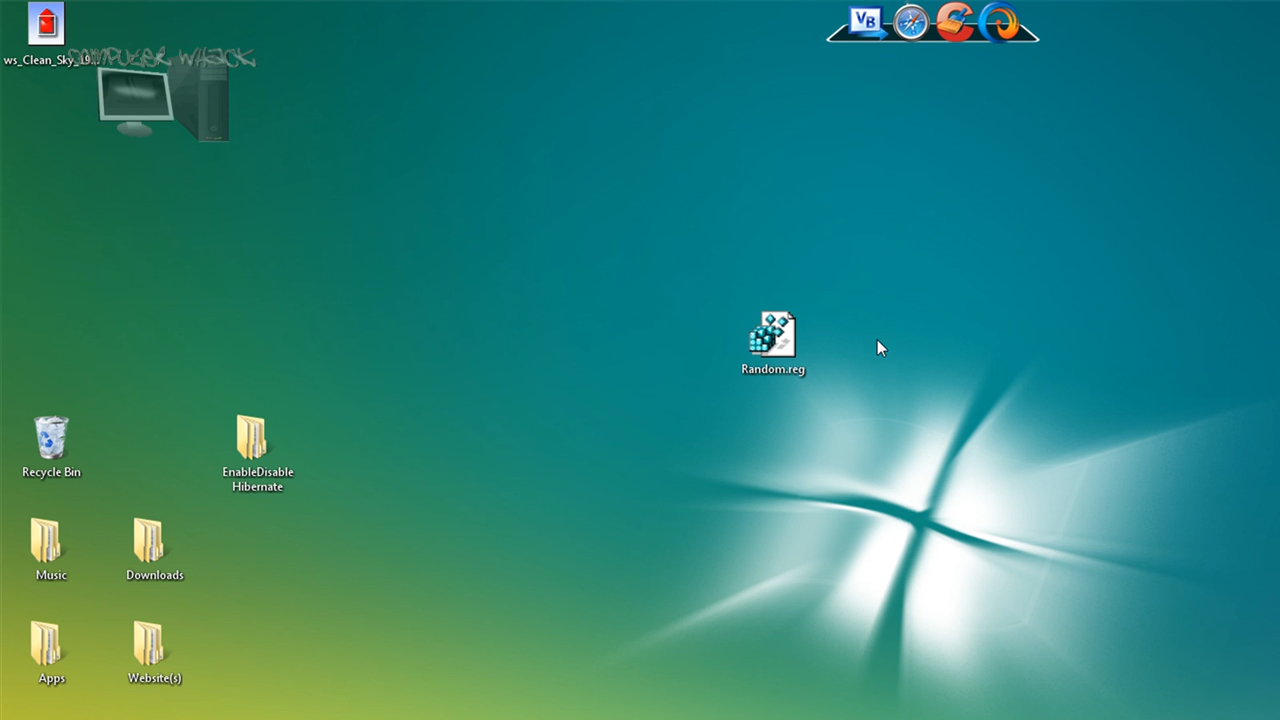 VB
COMPUTER WHACK
ws_Clean_Sky_19...
Random.reg
Recycle Bin
EnableDisable
Hibernate
Music
Downloads
Apps
Website(s)